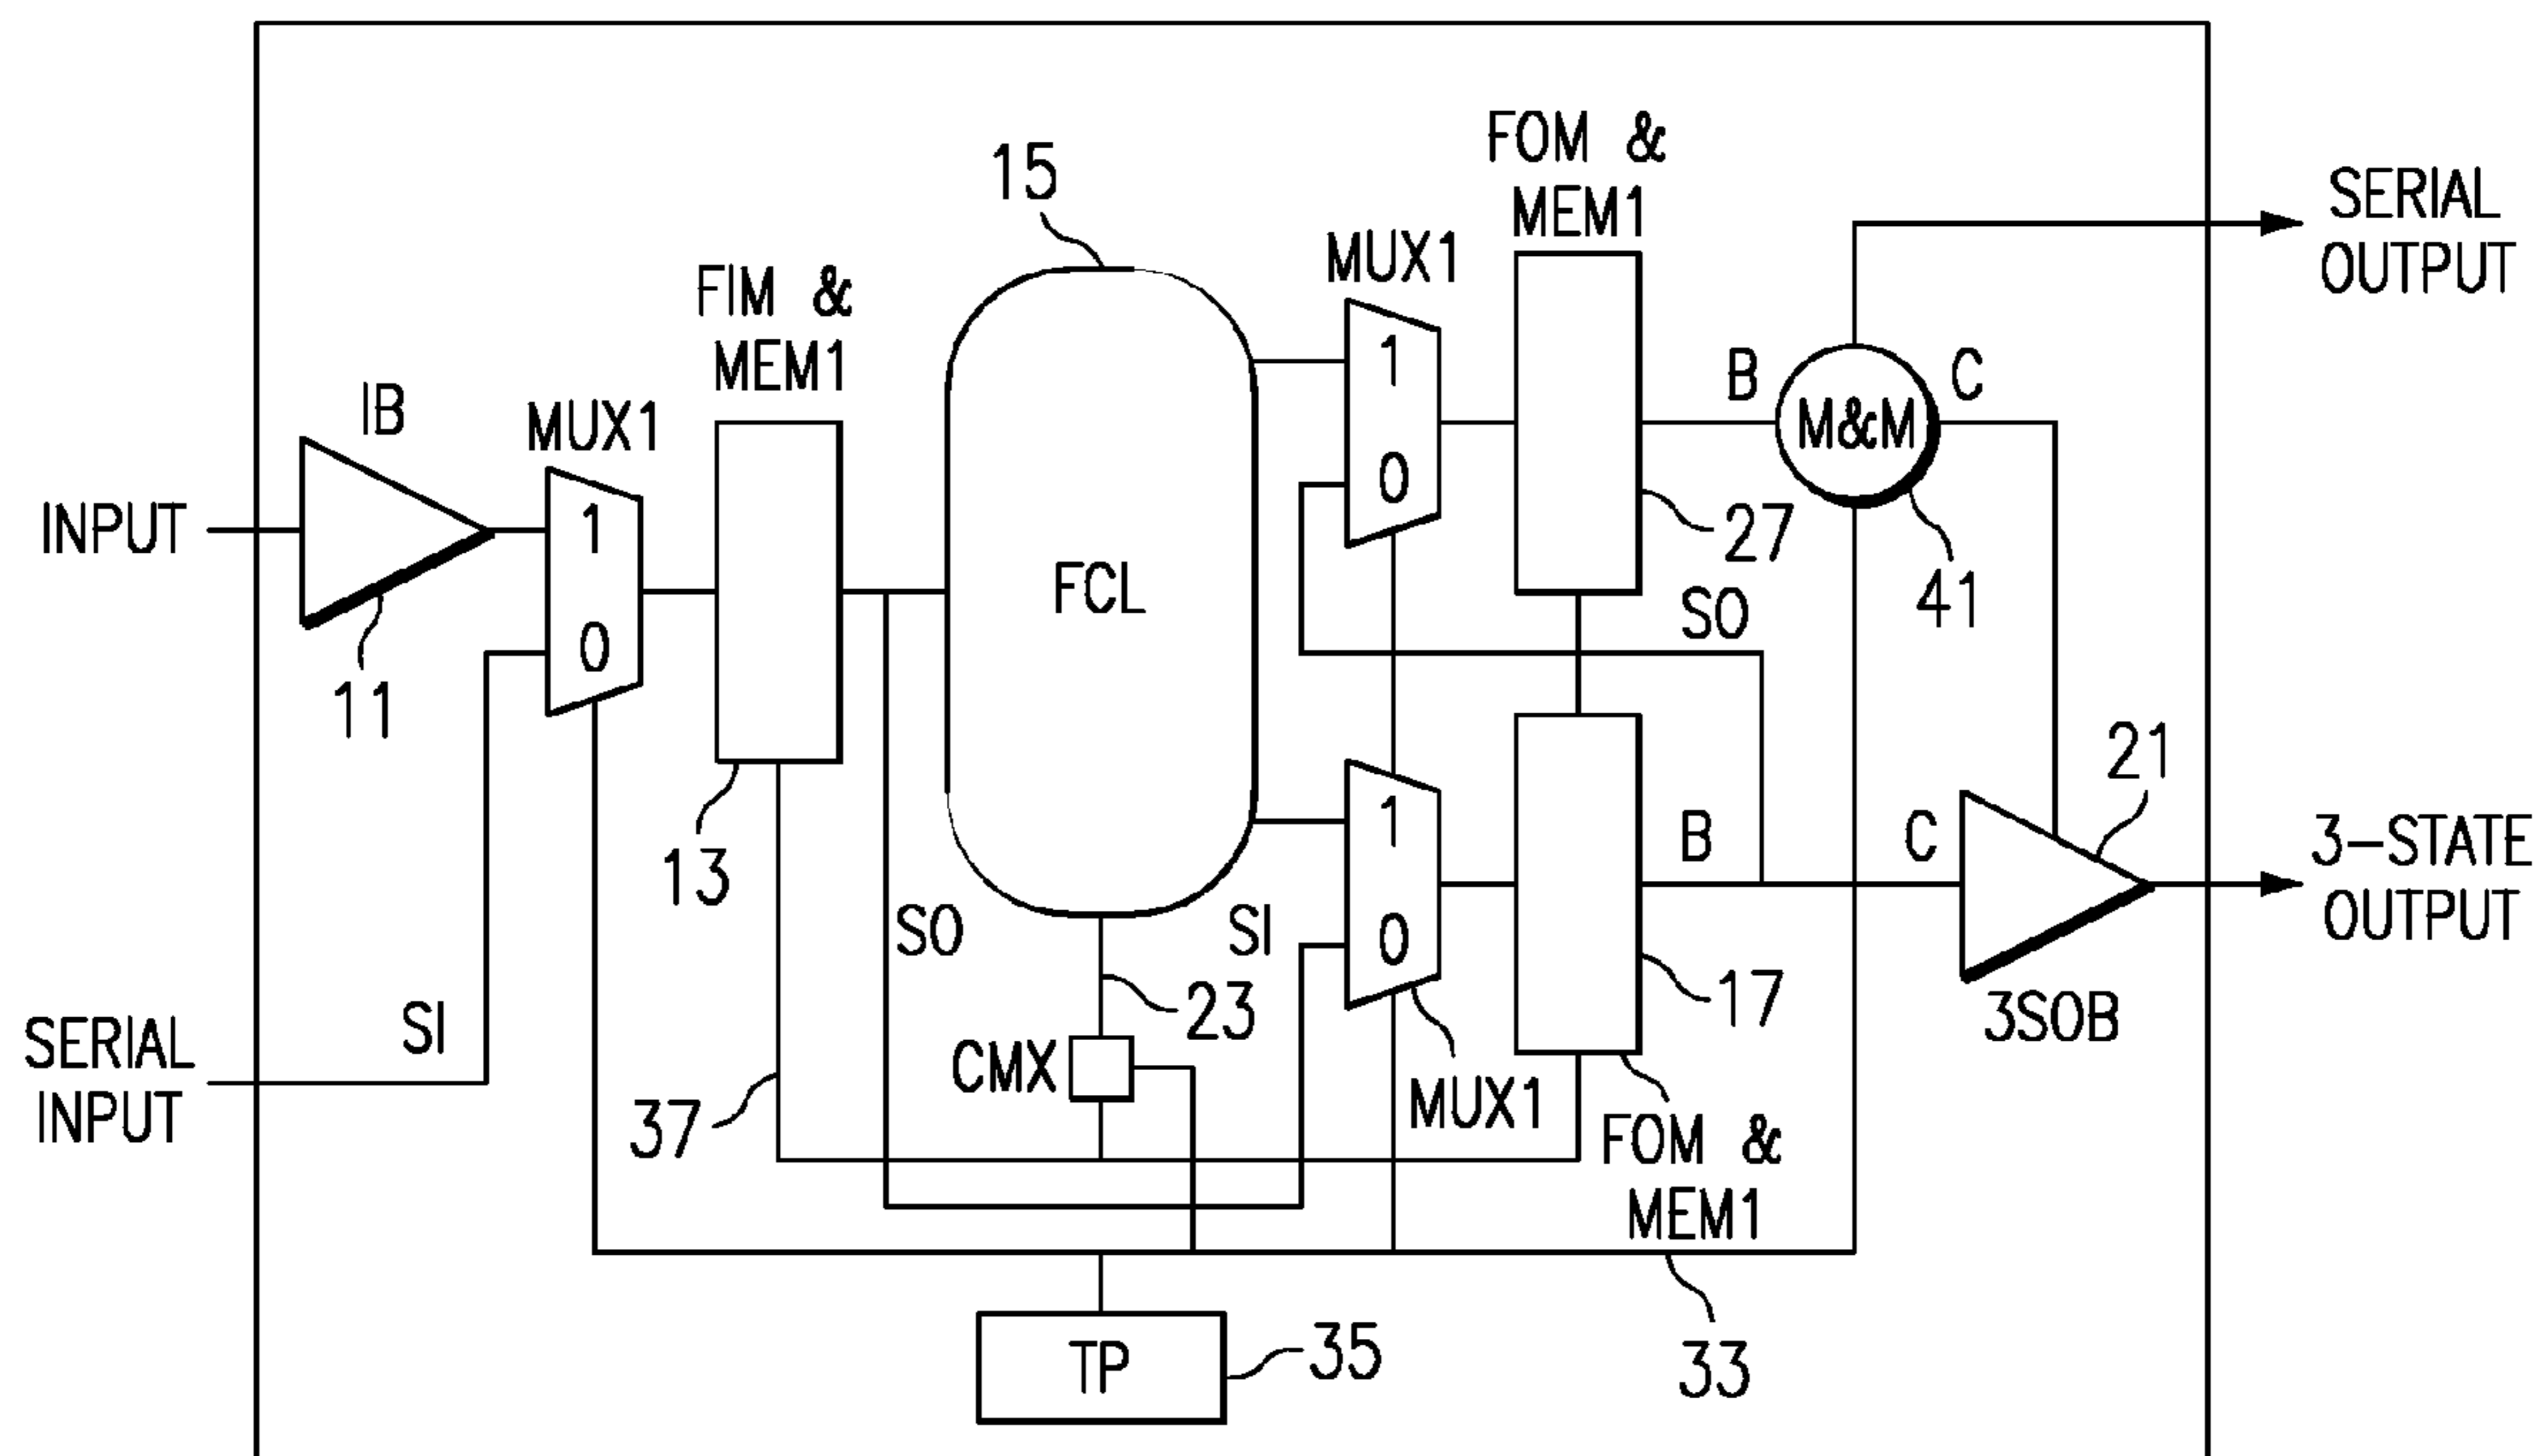 15
FOM &
MEM1
SERIAL
OUTPUT
MUX1
FIM &
MEM1
1
B
C
IB
MUX1
M&M
0
INPUT
1
27
FCL
41
SO
0
11
21
1
3-STATE
OUTPUT
13
B
C
SO
SI
0
23
17
3SOB
SI
SERIAL
INPUT
CMX
MUX1
37
FOM &
MEM1
TP
35
33